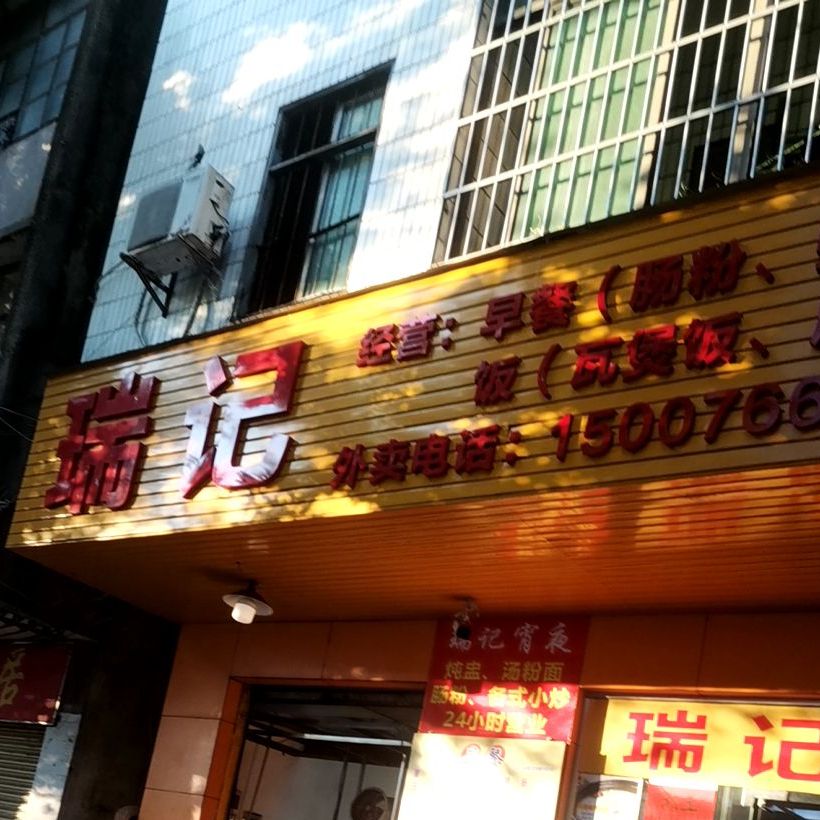 瑞记
经营：早餐（肠粉、
饭（瓦煲饭、
外卖电话：1500766
瑞记宵夜
炖盅、汤粉面
肠粉、各式小炒
24小时营业
瑞记
居